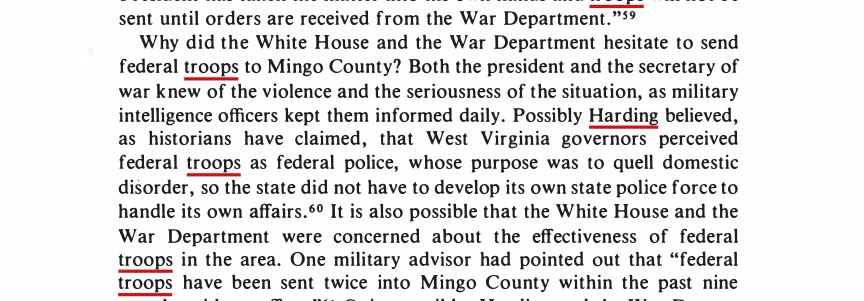 sent until orders are received from the War Department."⁵⁹
Why did the White House and the War Department hesitate to send
federal troops to Mingo County? Both the president and the secretary of
war knew of the violence and the seriousness of the situation, as military
intelligence officers kept them informed daily. Possibly Harding believed,
as historians have claimed, that West Virginia governors perceived
federal troops as federal police, whose purpose was to quell domestic
disorder, so the state did not have to develop its own state police force to
handle its own affairs.⁶⁰ It is also possible that the White House and the
War Department were concerned about the effectiveness of federal
troops in the area. One military advisor had pointed out that "federal
troops have been sent twice into Mingo County within the past nine